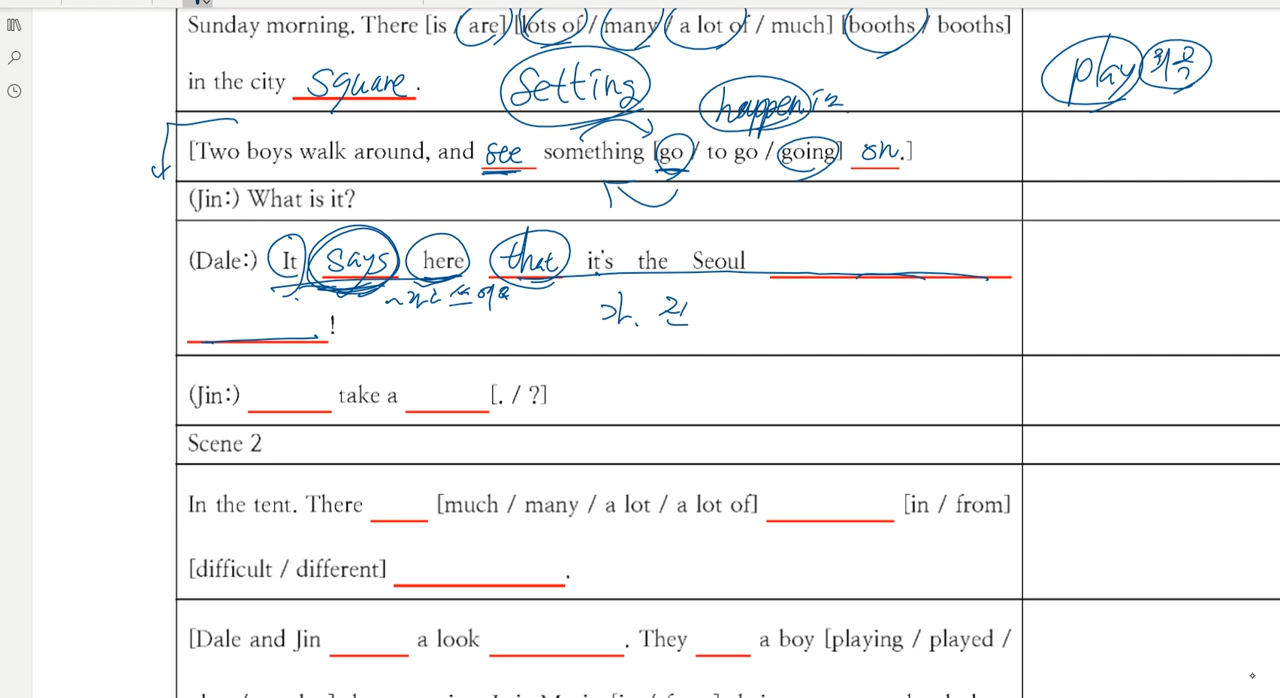 Sunday morning. There [is / are] [lots of / many / a lot of / much] [booths / booths]
in the city square.
setting
play 희곡
happening
[Two boys walk around, and see something [go / to go / going] on.]
(Jin:) What is it?
(Dale:) It says here that it's the Seoul
!
(Jin:) take a [. / ?]
Scene 2
In the tent. There [much / many / a lot / a lot of] [in / from]
[difficult / different] .
[Dale and Jin a look . They a boy [playing / played /